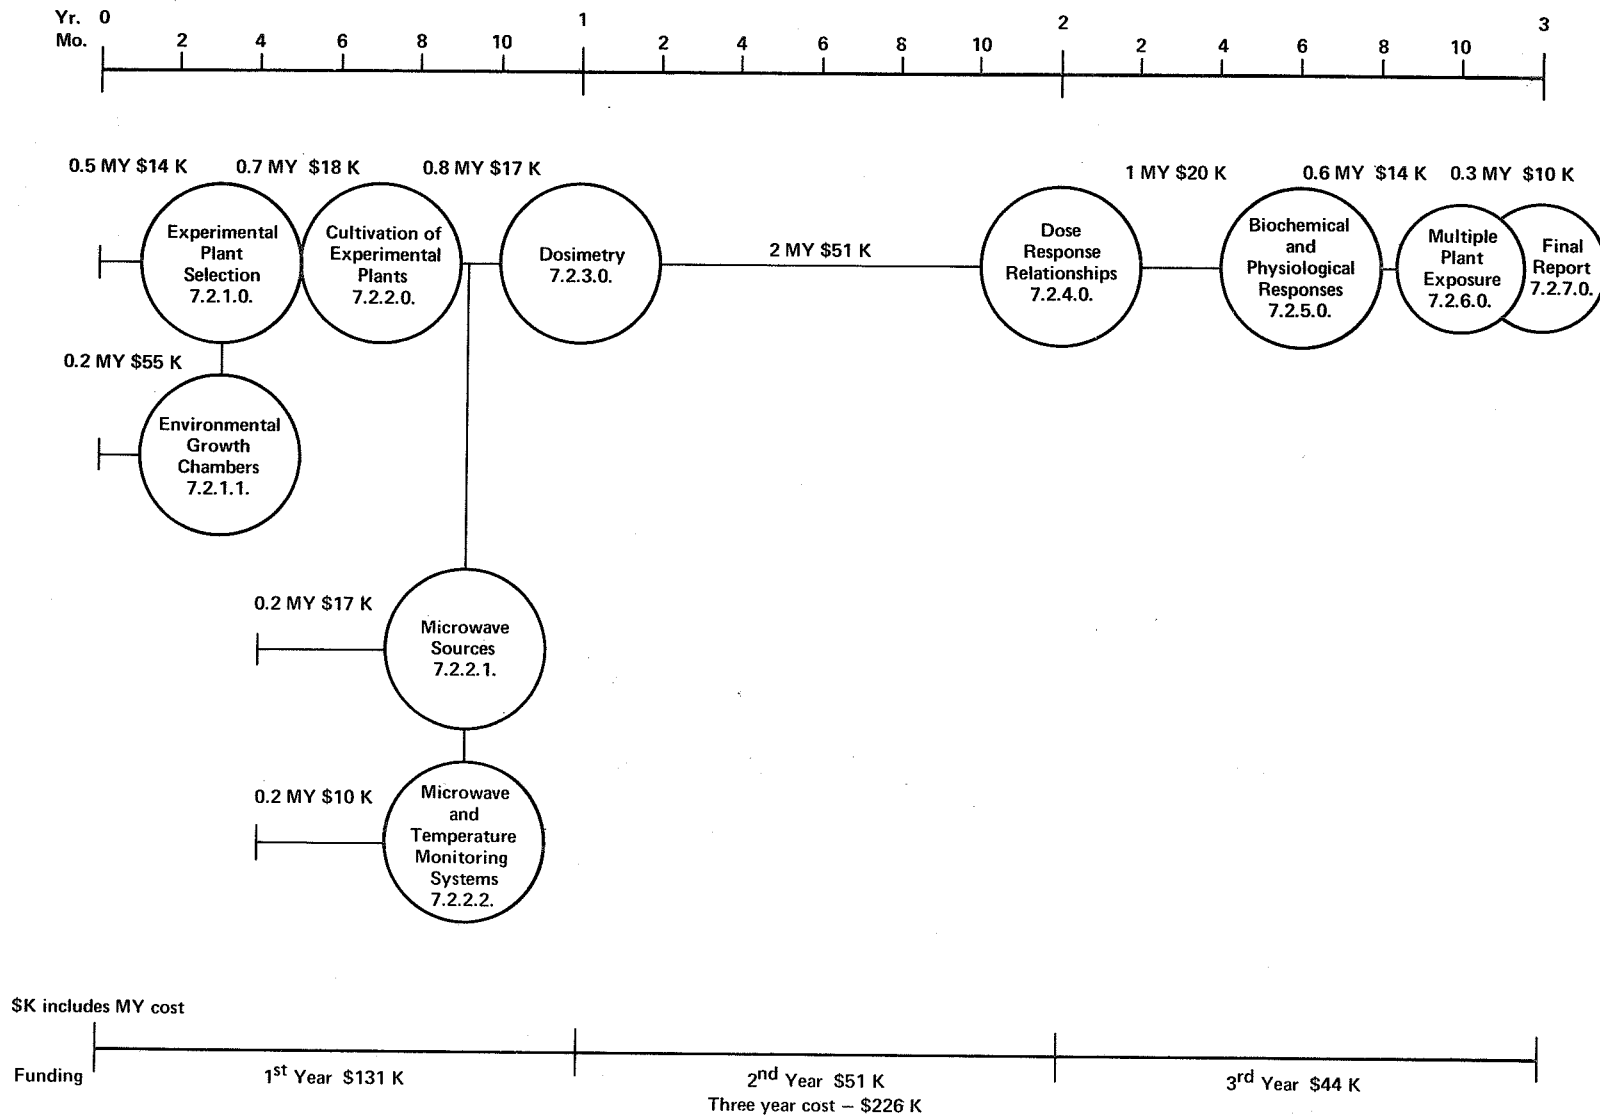 Yr. 0 1 2 3
Mo. 2 4 6 8 10 2 4 6 8 10 2 4 6 8 10
0.5 MY $14 K 0.7 MY $18 K 0.8 MY $17 K 1 MY $20 K 0.6 MY $14 K 0.3 MY $10 K
Experimental
Plant
Selection
7.2.1.0.
Cultivation of
Experimental
Plants
7.2.2.0.
Dosimetry
7.2.3.0.
2 MY $51 K
Dose
Response
Relationships
7.2.4.0.
Biochemical
and
Physiological
Responses
7.2.5.0.
Multiple
Plant
Exposure
7.2.6.0.
Final
Report
7.2.7.0.
0.2 MY $55 K
Environmental
Growth
Chambers
7.2.1.1.
0.2 MY $17 K
Microwave
Sources
7.2.2.1.
0.2 MY $10 K
Microwave
and
Temperature
Monitoring
Systems
7.2.2.2.
$K includes MY cost
Funding 1st Year $131 K 2nd Year $51 K 3rd Year $44 K
Three year cost – $226 K